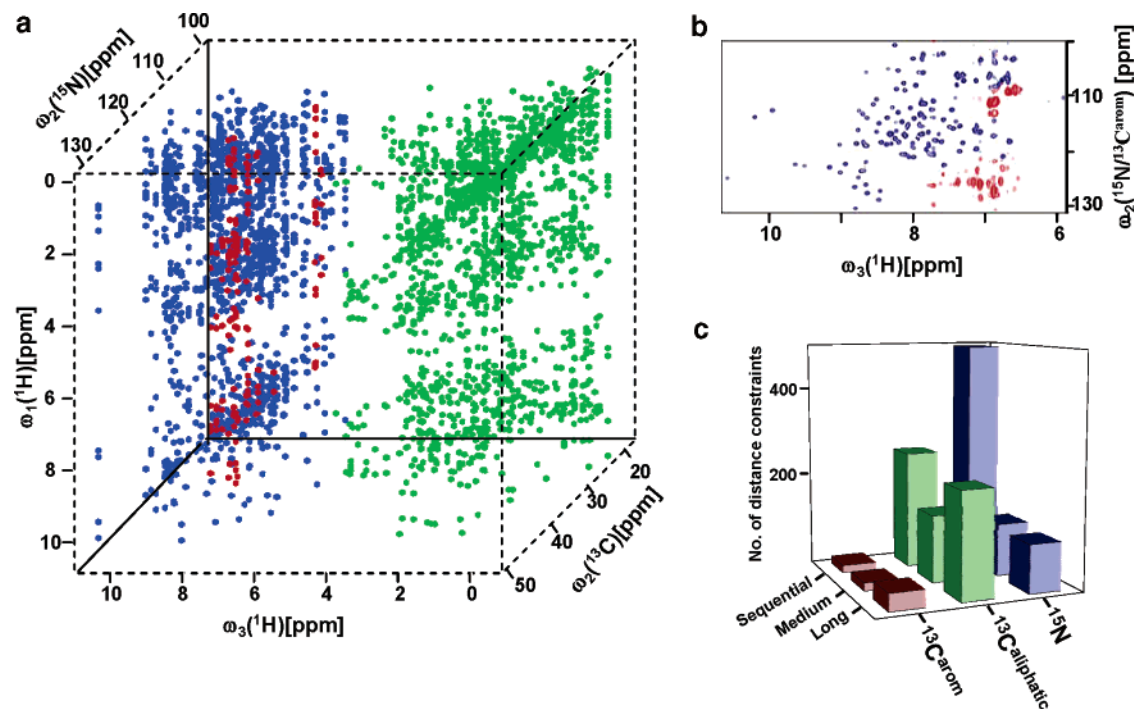 a
100
110
120
130
ω₂(¹⁵N)[ppm]
0
2
4
6
8
10
ω₁(¹H)[ppm]
10 8 6 4 2 0
ω₃(¹H)[ppm]
20
30
40
50
ω₂(¹³C)[ppm]
b
110
130
ω₂(¹⁵N/¹³Cᵃʳᵒᵐ) [ppm]
10 8 6
ω₃(¹H)[ppm]
c
No. of distance constraints
400
200
Sequential
Medium
Long
¹³Cᵃʳᵒᵐ
¹³Cᵃˡⁱᵖʰᵃᵗⁱᶜ
¹⁵N